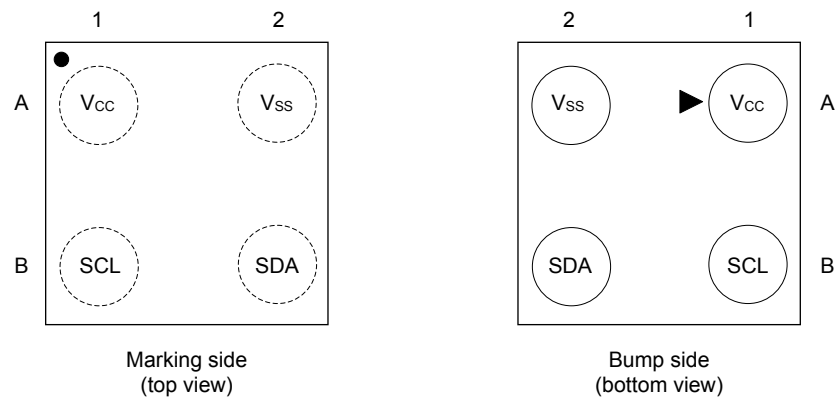 1 2 2 1
A VCC VSS VSS VCC A
B SCL SDA SDA SCL B
Marking side Bump side
(top view) (bottom view)